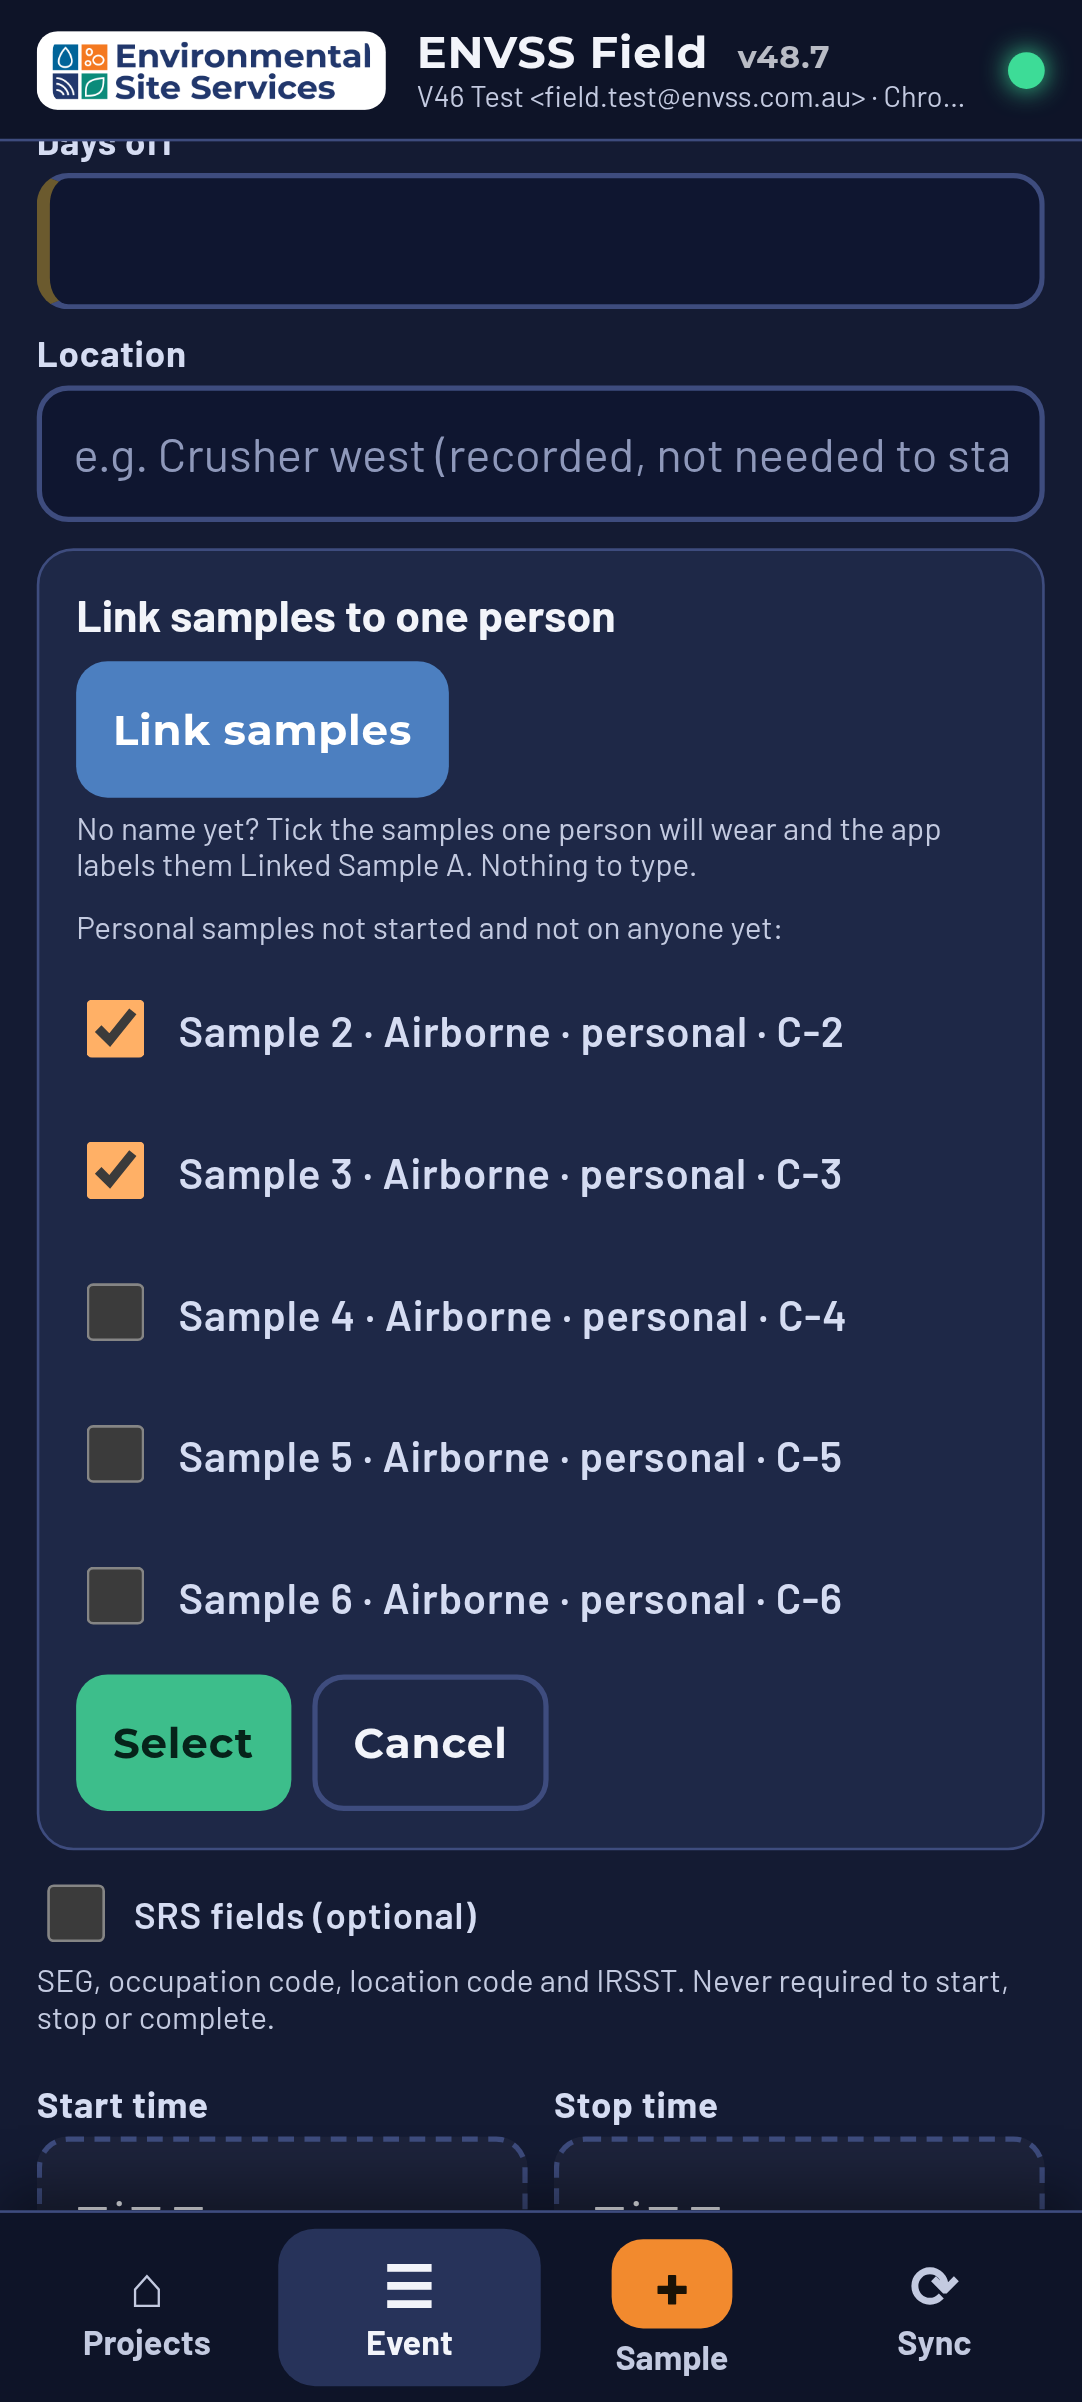 Environmental
Site Services
ENVSS Field v48.7
V46 Test <field.test@envss.com.au> · Chro...
Days off
Location
e.g. Crusher west (recorded, not needed to sta
Link samples to one person
Link samples
No name yet? Tick the samples one person will wear and the app
labels them Linked Sample A. Nothing to type.
Personal samples not started and not on anyone yet:
Sample 2 · Airborne · personal · C-2
Sample 3 · Airborne · personal · C-3
Sample 4 · Airborne · personal · C-4
Sample 5 · Airborne · personal · C-5
Sample 6 · Airborne · personal · C-6
Select Cancel
SRS fields (optional)
SEG, occupation code, location code and IRSST. Never required to start,
stop or complete.
Start time Stop time
Projects Event Sample Sync